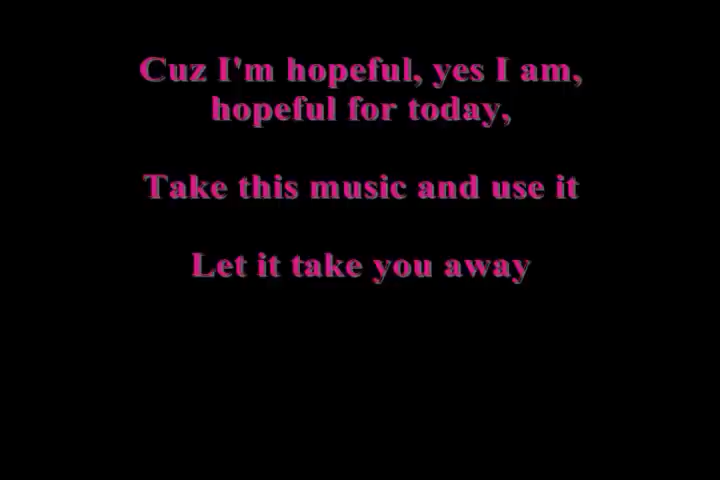 Cuz I'm hopeful, yes I am,
hopeful for today,
Take this music and use it
Let it take you away